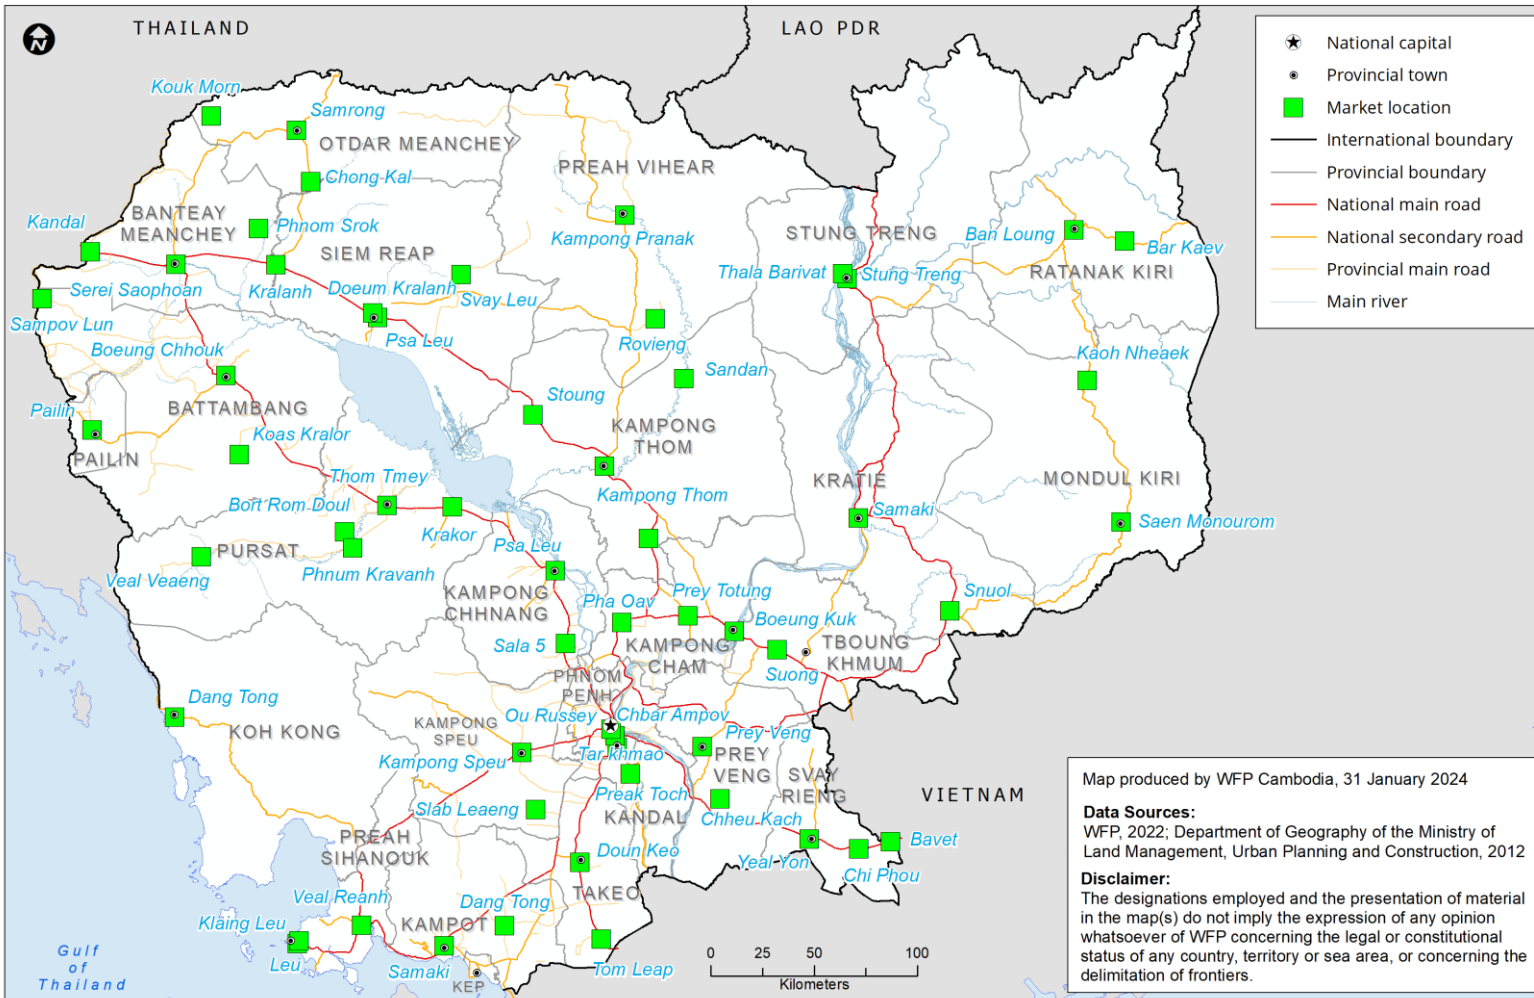 THAILAND
LAO PDR
N
National capital
Provincial town
Market location
International boundary
Provincial boundary
National main road
National secondary road
Provincial main road
Main river
Kouk Morn
Samrong
OTDAR MEANCHEY
PREAH VIHEAR
Chong Kal
BANTEAY
MEANCHEY
Kandal
Phnom Srok
SIEM REAP
Kampong Pranak
STUNG TRENG
Ban Loung
Bar Kaev
RATANAK KIRI
Thala Barivat
Stung Treng
Serei Saophoan
Kralanh
Doeum Kralanh
Svay Leu
Sampov Lun
Psa Leu
Rovieng
Boeung Chhouk
Kaoh Nheaek
Sandan
Stoung
Pailin
BATTAMBANG
KAMPONG
THOM
Koas Kralor
PAILIN
Thom Tmey
KRATIE
MONDUL KIRI
Bort Rom Doul
Kampong Thom
Samaki
Saen Monourom
Krakor
Psa Leu
PURSAT
Veal Veaeng
Phnum Kravanh
KAMPONG
CHHNANG
Pha Oav
Prey Totung
Snuol
Boeung Kuk
Sala 5
KAMPONG
CHAM
TBOUNG
KHMUM
Suong
PHNOM
PENH
Dang Tong
KOH KONG
KAMPONG
SPEU
Ou Russey
Chbar Ampov
Prey Veng
Kampong Speu
Tar khmao
PREY
VENG
SVAY
RIENG
VIETNAM
Preak Toch
Slab Leaeng
KANDAL
Chheu Kach
PREAH
SIHANOUK
Doun Keo
Yeal Yon
Bavet
Chi Phou
TAKEO
Veal Reanh
Dang Tong
Klaing Leu
KAMPOT
Leu
Samaki
KEP
Tom Leap
Gulf
of
Thailand
0 25 50 100
Kilometers
Map produced by WFP Cambodia, 31 January 2024
Data Sources:
WFP, 2022; Department of Geography of the Ministry of
Land Management, Urban Planning and Construction, 2012
Disclaimer:
The designations employed and the presentation of material
in the map(s) do not imply the expression of any opinion
whatsoever of WFP concerning the legal or constitutional
status of any country, territory or sea area, or concerning the
delimitation of frontiers.